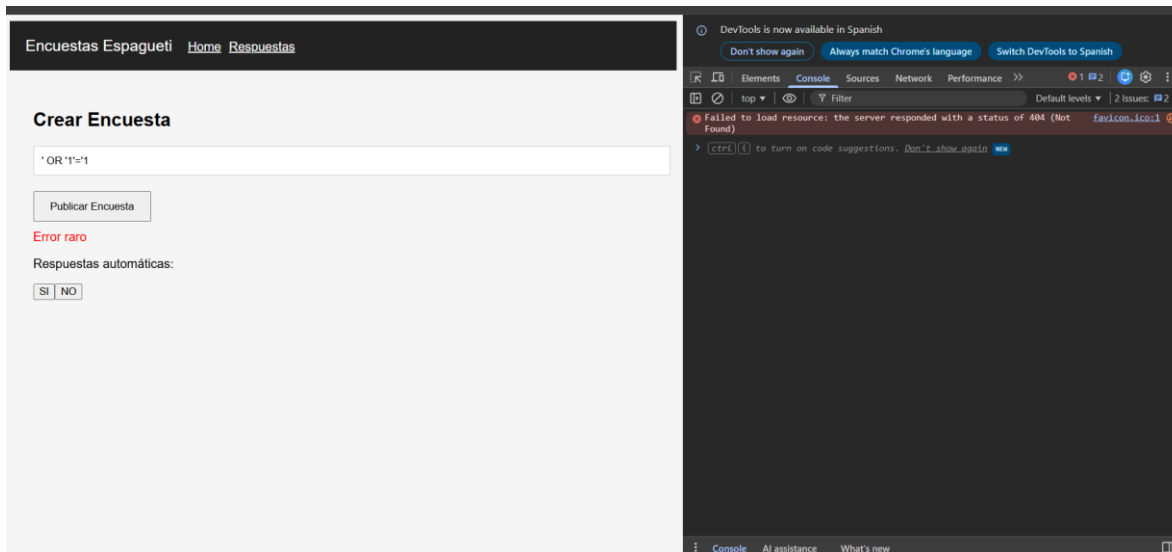 Encuestas Espagueti Home Respuestas
Crear Encuesta
' OR '1'='1
Publicar Encuesta
Error raro
Respuestas automáticas:
SI NO
DevTools is now available in Spanish
Don't show again Always match Chrome's language Switch DevTools to Spanish
Elements Console Sources Network Performance 1 2
top Filter Default levels 2 Issues: 2
Failed to load resource: the server responded with a status of 404 (Not favicon.ico:1
Found)
ctrl i to turn on code suggestions. Don't show again NEW
Console AI assistance What's new